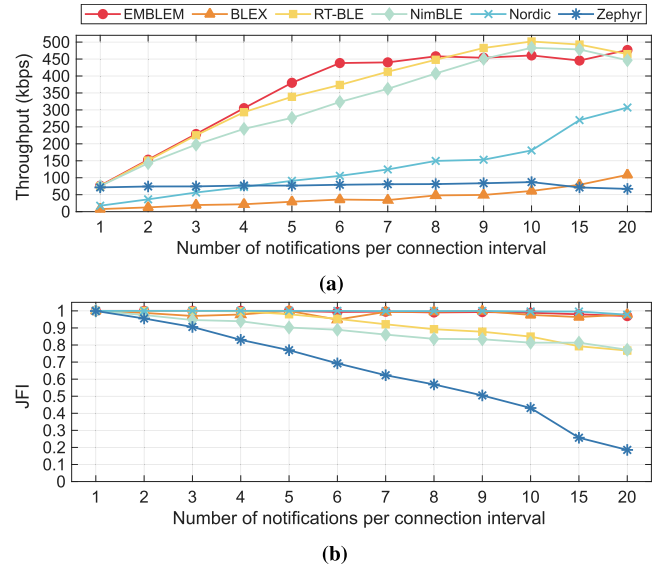 EMBLEM BLEX RT-BLE NimBLE Nordic Zephyr
500
450
400
350
300
250
200
150
100
50
0
Throughput (kbps)
1 2 3 4 5 6 7 8 9 10 15 20
Number of notifications per connection interval
(a)
1
0.9
0.8
0.7
0.6
0.5
0.4
0.3
0.2
0.1
0
JFI
1 2 3 4 5 6 7 8 9 10 15 20
Number of notifications per connection interval
(b)